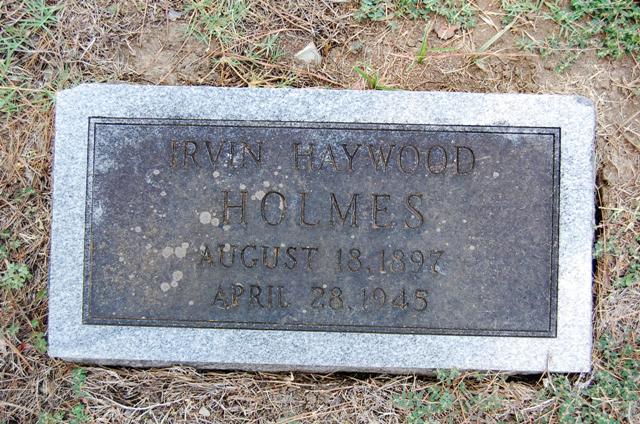 IRVIN HAYWOOD
HOLMES
AUGUST 18, 1897
APRIL 28, 1945